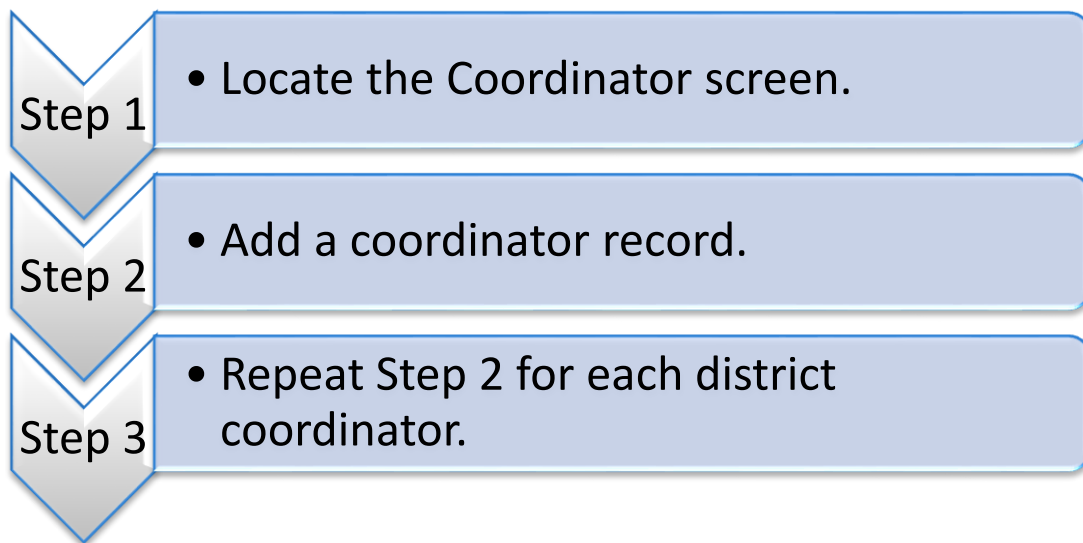 Step 1
• Locate the Coordinator screen.
Step 2
• Add a coordinator record.
Step 3
• Repeat Step 2 for each district
coordinator.